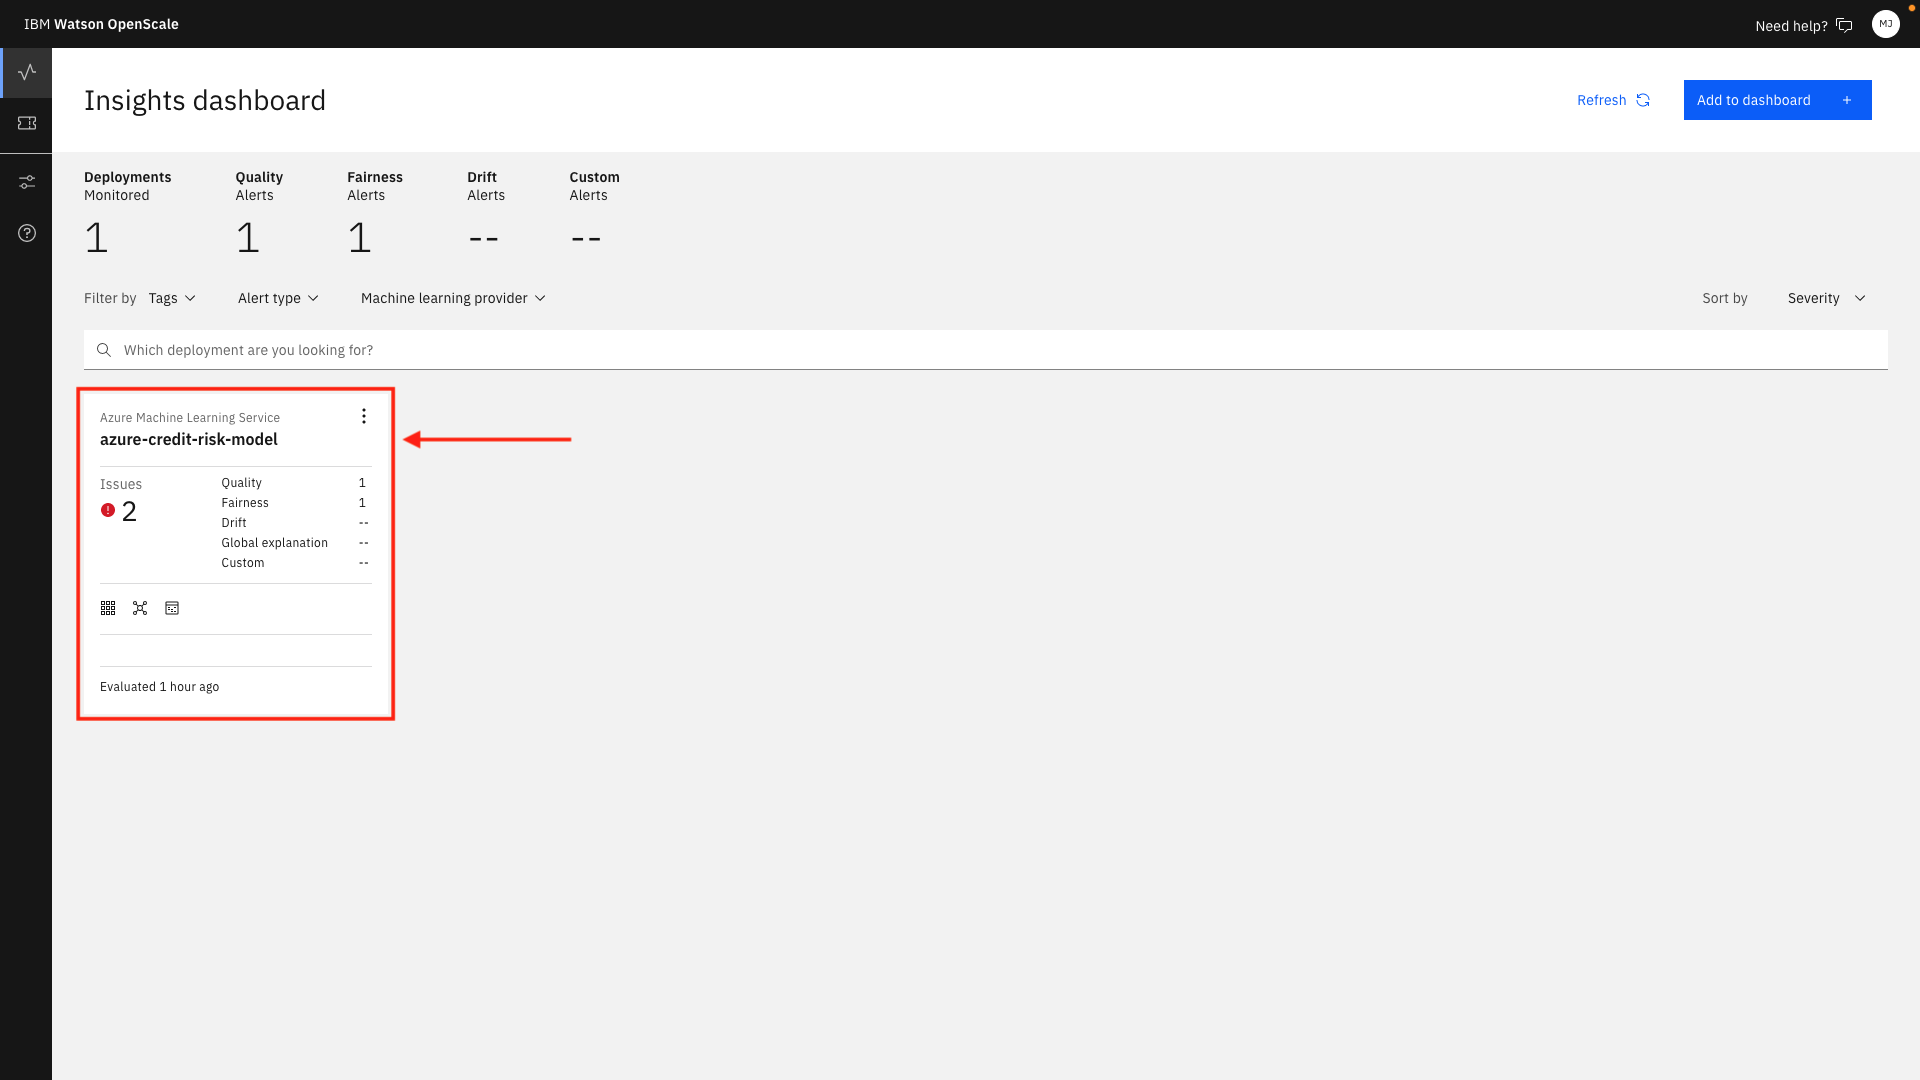 IBM Watson OpenScale
Need help?
MJ
Insights dashboard
Refresh
Add to dashboard +
Deployments
Monitored
1
Quality
Alerts
1
Fairness
Alerts
1
Drift
Alerts
--
Custom
Alerts
--
Filter by Tags Alert type Machine learning provider
Sort by Severity
Which deployment are you looking for?
Azure Machine Learning Service
azure-credit-risk-model
Issues
2
Quality 1
Fairness 1
Drift --
Global explanation --
Custom --
Evaluated 1 hour ago